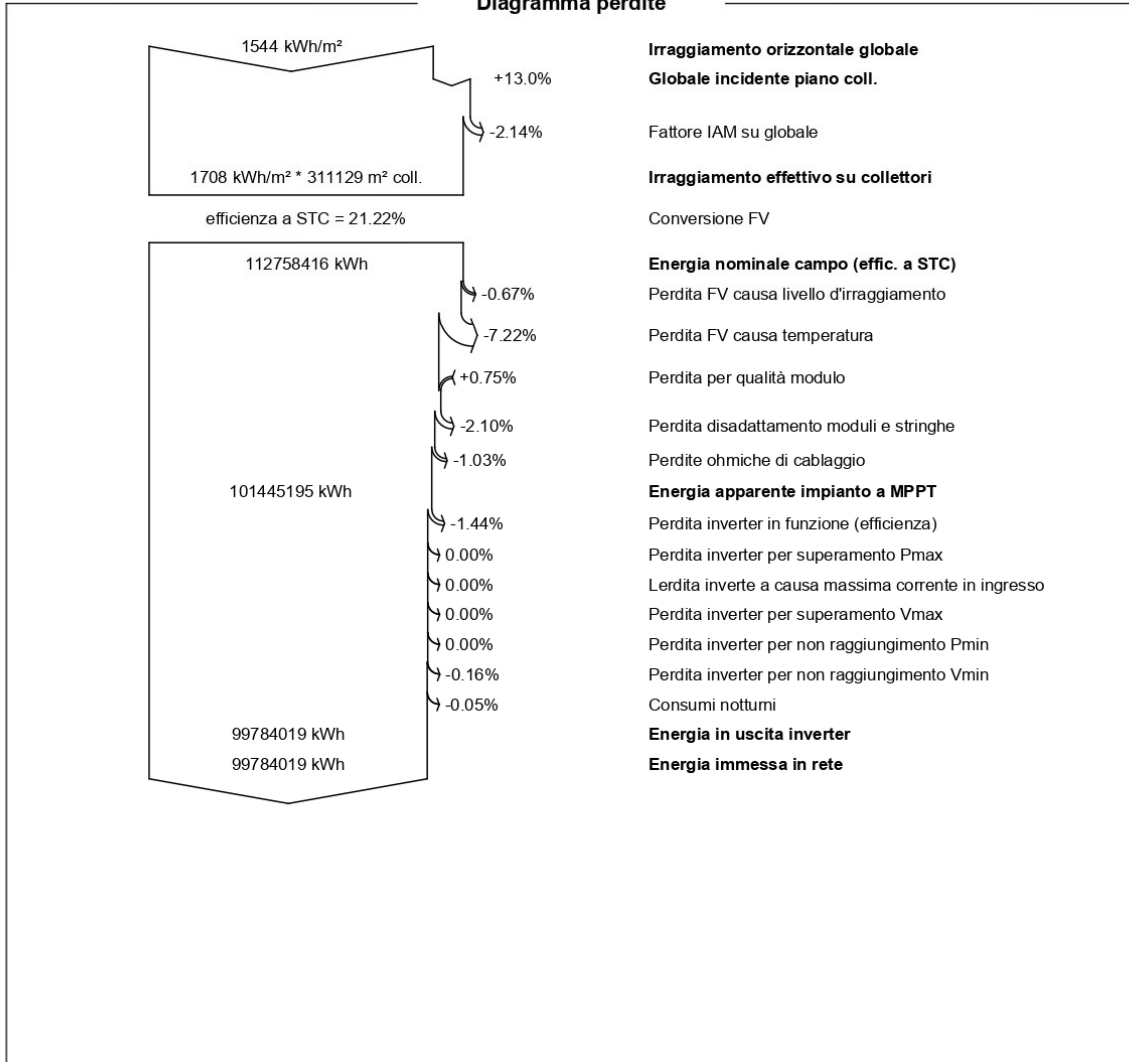 Diagramma perdite
1544 kWh/m² Irraggiamento orizzontale globale
+13.0% Globale incidente piano coll.
-2.14% Fattore IAM su globale
1708 kWh/m² * 311129 m² coll. Irraggiamento effettivo su collettori
efficienza a STC = 21.22% Conversione FV
112758416 kWh Energia nominale campo (effic. a STC)
-0.67% Perdita FV causa livello d'irraggiamento
-7.22% Perdita FV causa temperatura
+0.75% Perdita per qualità modulo
-2.10% Perdita disadattamento moduli e stringhe
-1.03% Perdite ohmiche di cablaggio
101445195 kWh Energia apparente impianto a MPPT
-1.44% Perdita inverter in funzione (efficienza)
0.00% Perdita inverter per superamento Pmax
0.00% Lerdita inverte a causa massima corrente in ingresso
0.00% Perdita inverter per superamento Vmax
0.00% Perdita inverter per non raggiungimento Pmin
-0.16% Perdita inverter per non raggiungimento Vmin
-0.05% Consumi notturni
99784019 kWh Energia in uscita inverter
99784019 kWh Energia immessa in rete